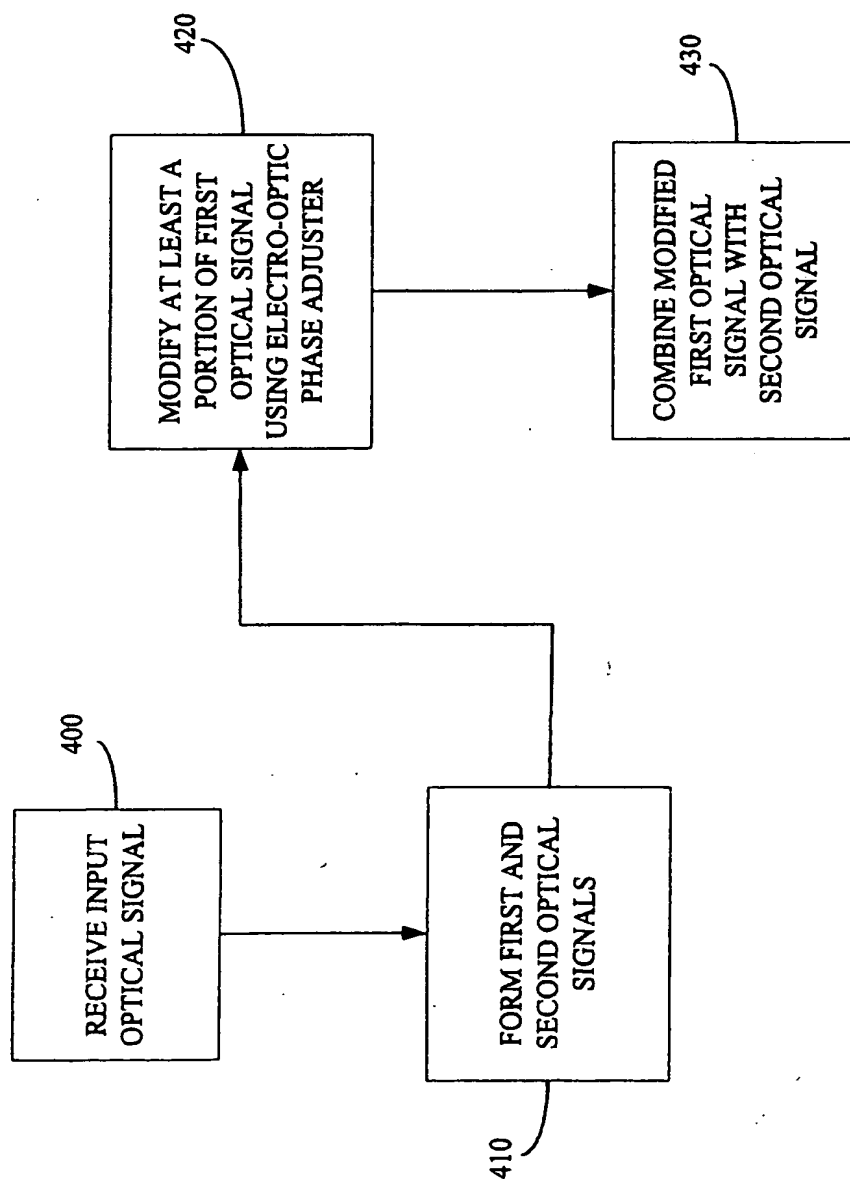 400
RECEIVE INPUT
OPTICAL SIGNAL
410
FORM FIRST AND
SECOND OPTICAL
SIGNALS
420
MODIFY AT LEAST A
PORTION OF FIRST
OPTICAL SIGNAL
USING ELECTRO-OPTIC
PHASE ADJUSTER
430
COMBINE MODIFIED
FIRST OPTICAL
SIGNAL WITH
SECOND OPTICAL
SIGNAL